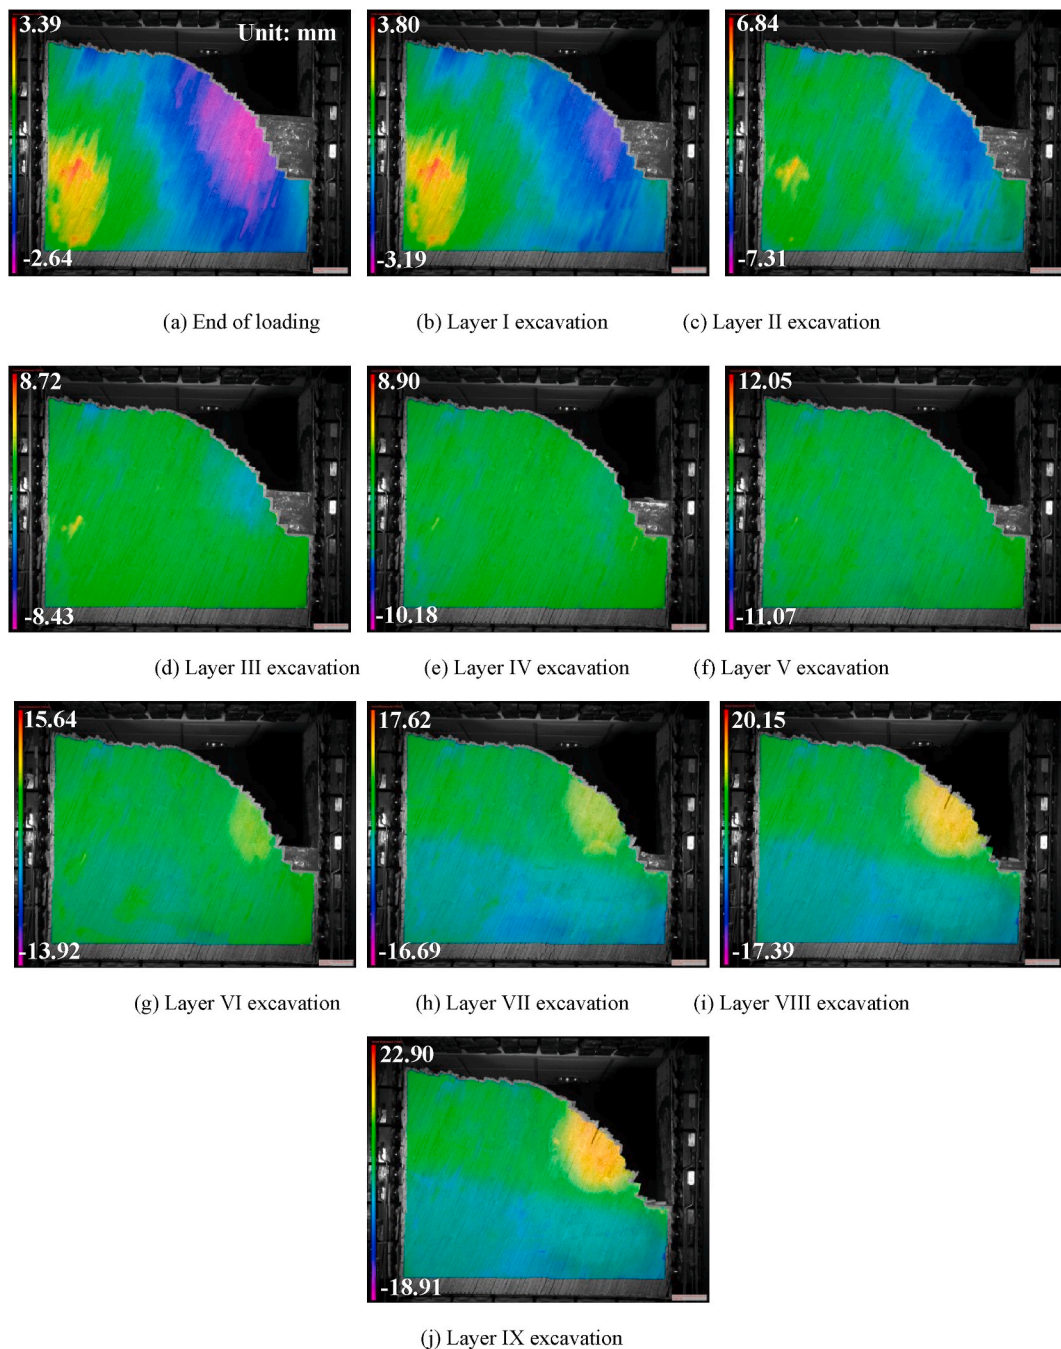 3.39
Unit: mm
-2.64
3.80
-3.19
6.84
-7.31
(a) End of loading
(b) Layer I excavation
(c) Layer II excavation
8.72
-8.43
8.90
-10.18
12.05
-11.07
(d) Layer III excavation
(e) Layer IV excavation
(f) Layer V excavation
15.64
-13.92
17.62
-16.69
20.15
-17.39
(g) Layer VI excavation
(h) Layer VII excavation
(i) Layer VIII excavation
22.90
-18.91
(j) Layer IX excavation